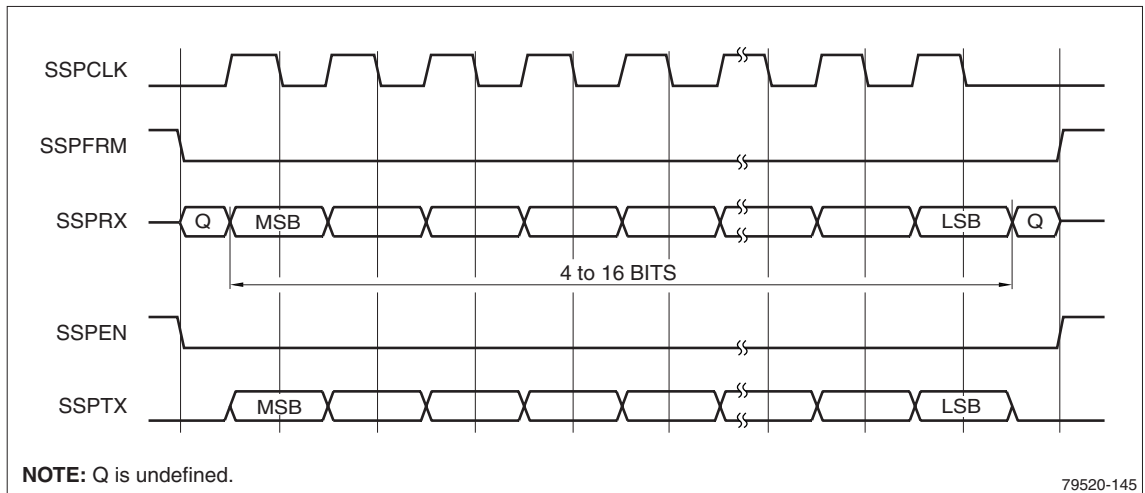 SSPCLK
SSPFRM
SSPRX
Q
MSB
LSB
Q
4 to 16 BITS
SSPEN
SSPTX
MSB
LSB
NOTE: Q is undefined.
79520-145